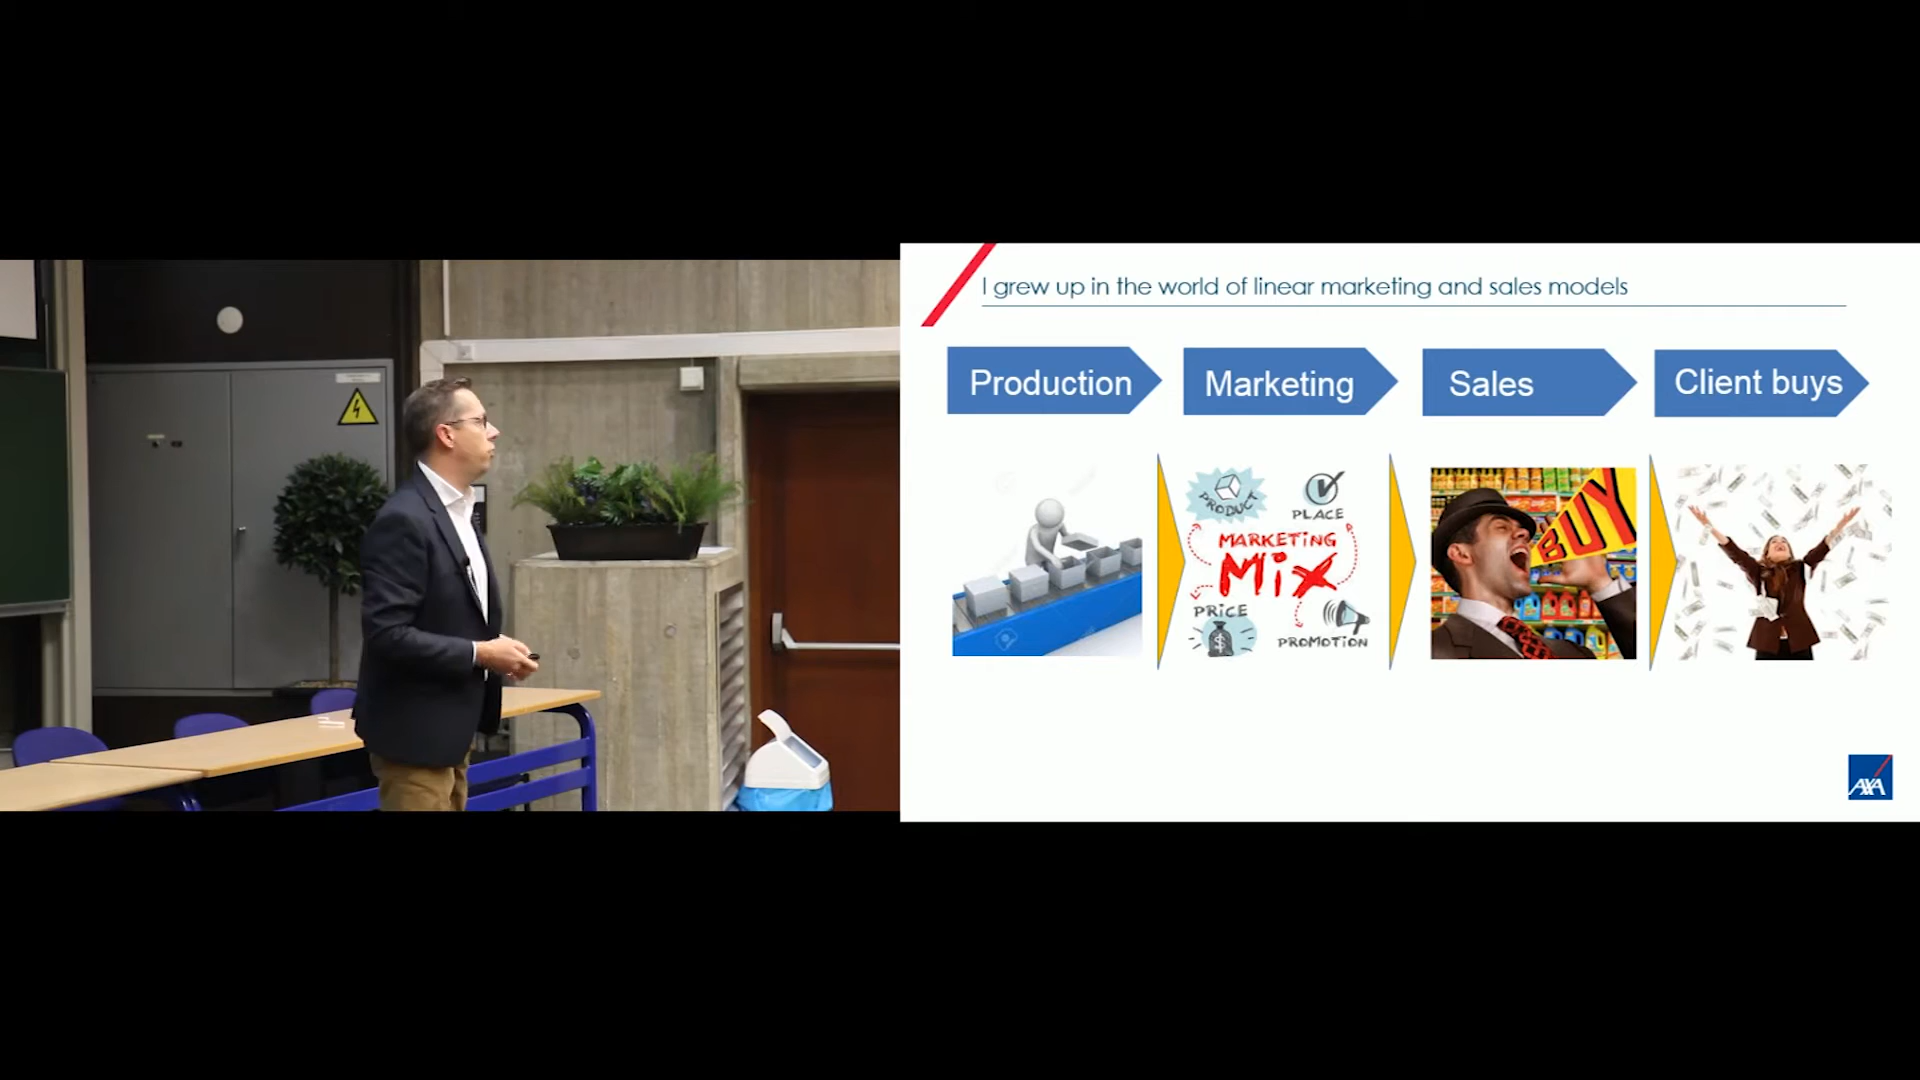 I grew up in the world of linear marketing and sales models
Production
Marketing
Sales
Client buys
PRODUCT
PLACE
MARKETING
MIX
PRICE
PROMOTION
$
BUY
AXA